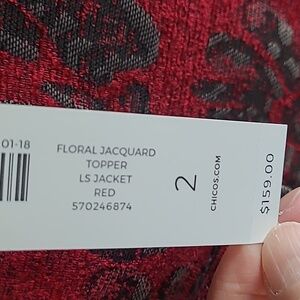 01-18
FLORAL JACQUARD
TOPPER
LS JACKET
RED
570246874
2
CHICOS.COM
$159.00